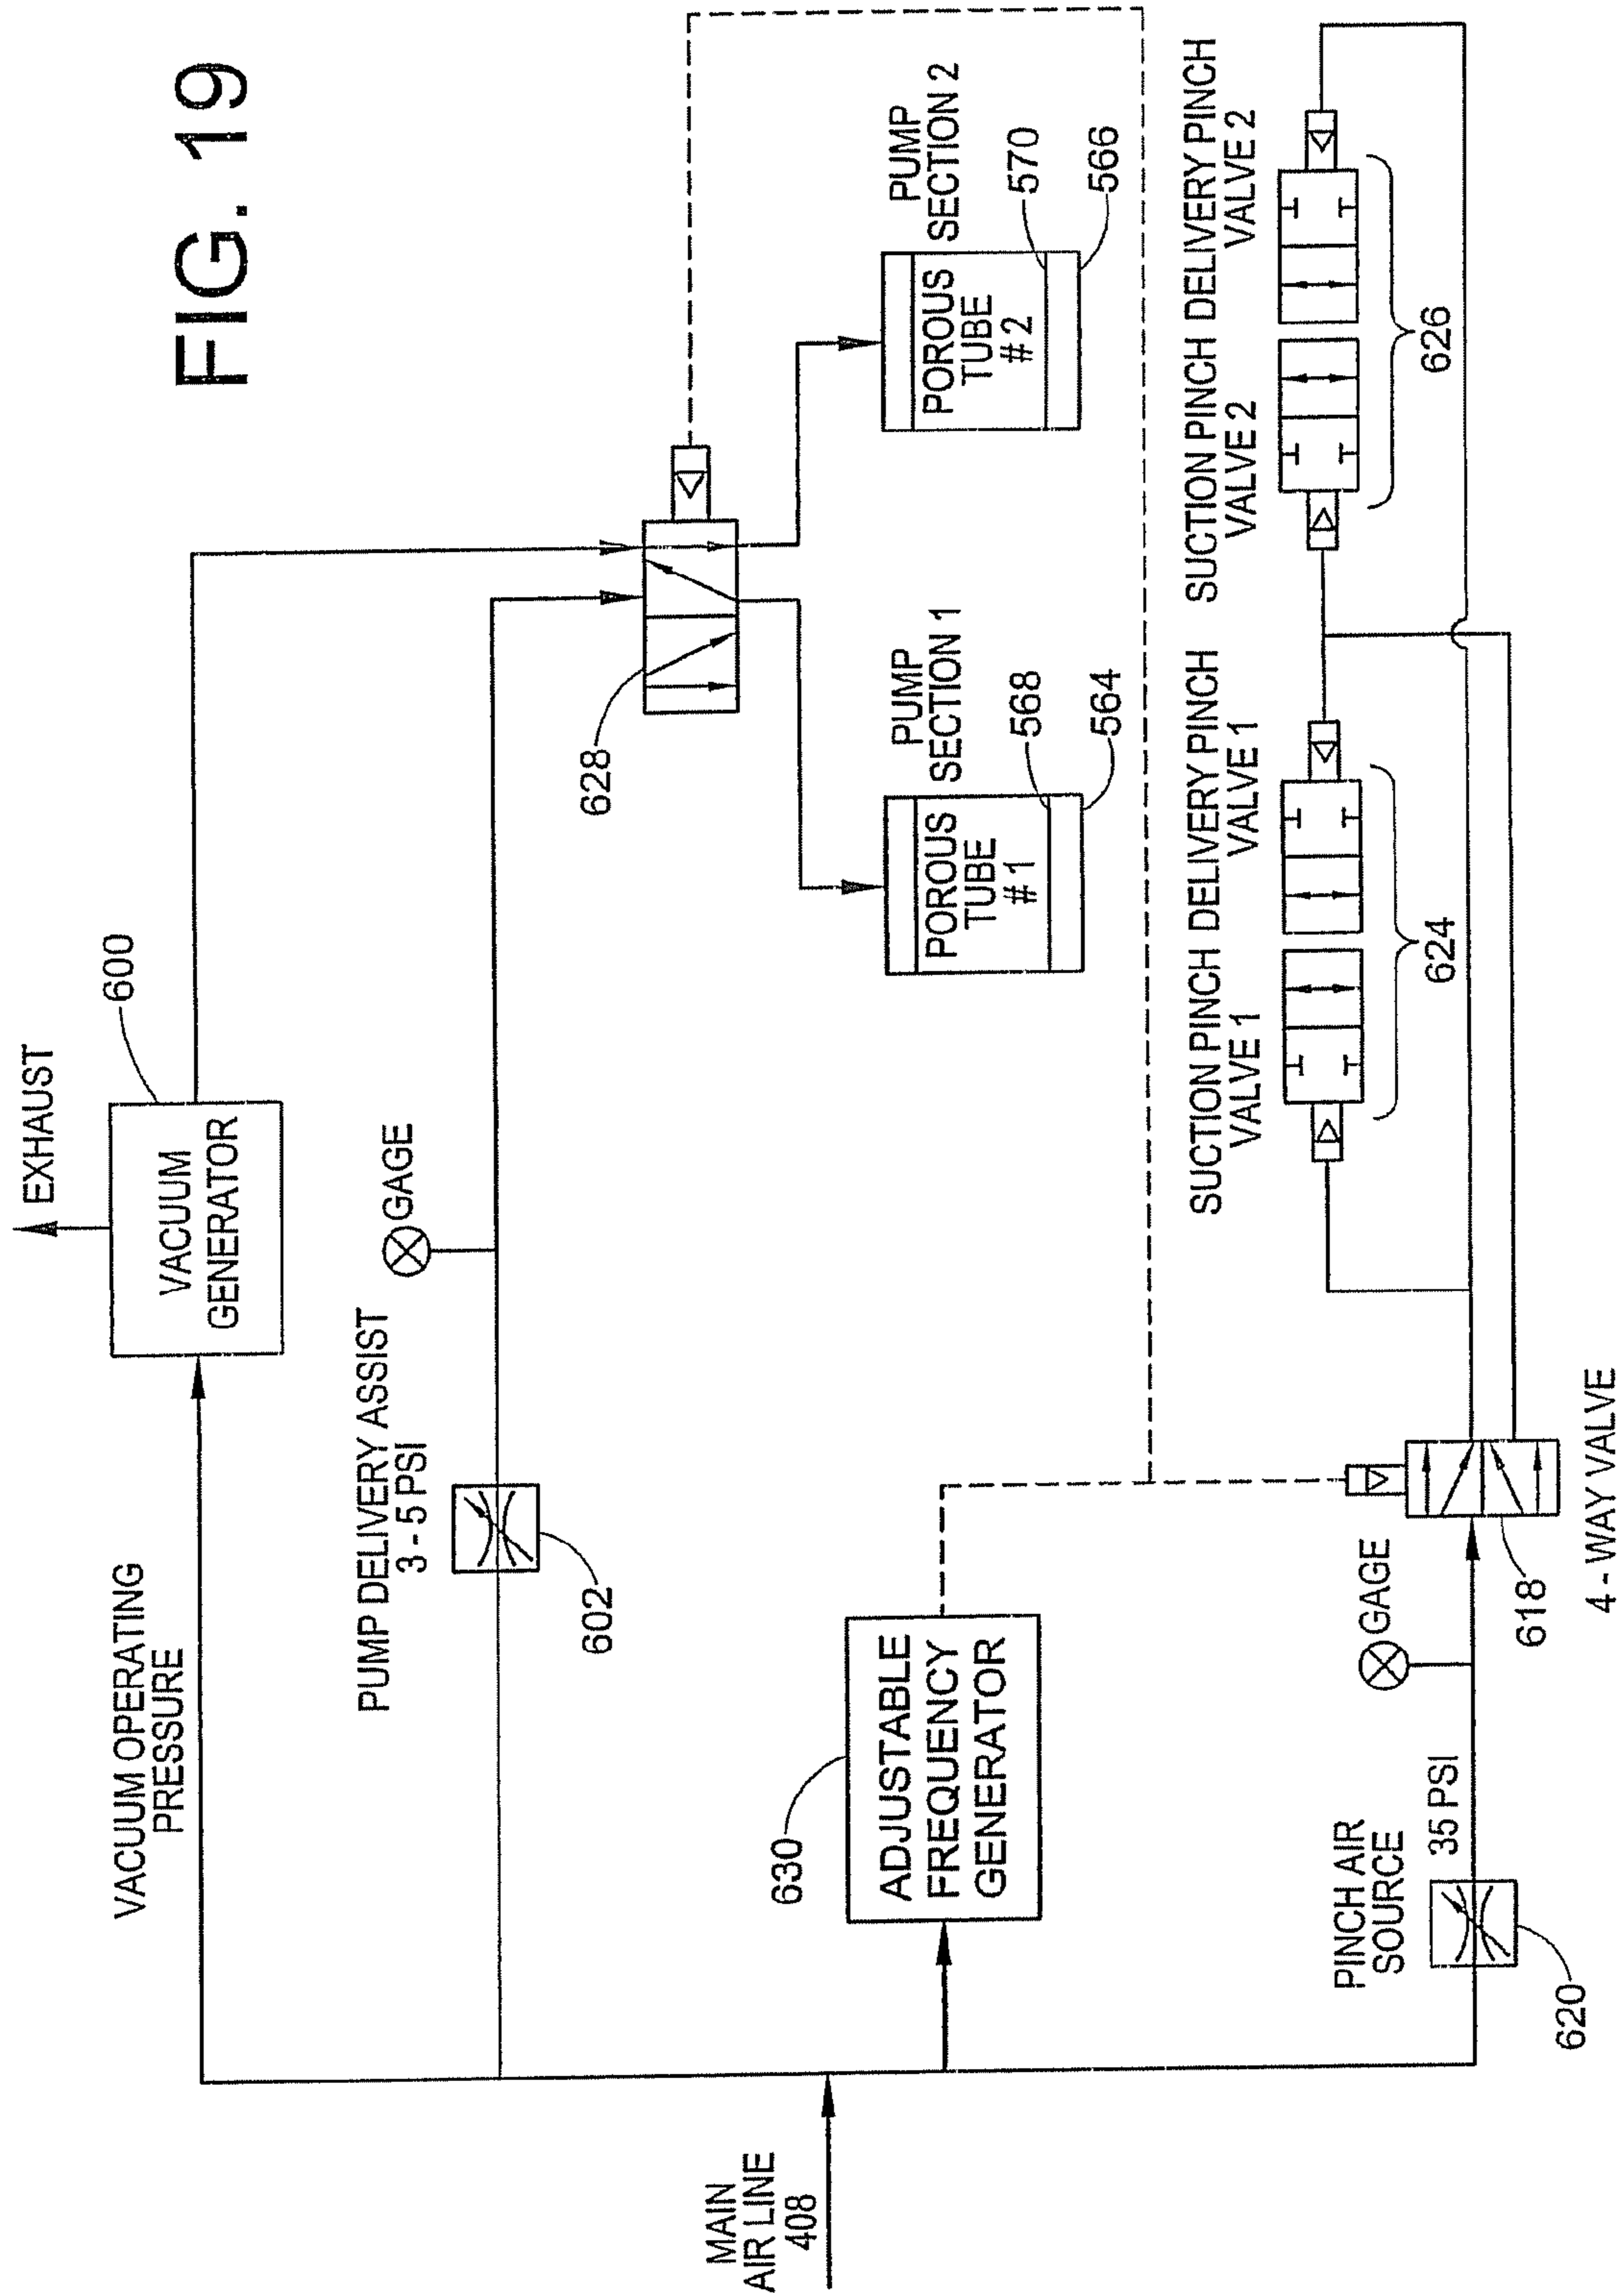 FIG. 19
EXHAUST
600
VACUUM
GENERATOR
VACUUM OPERATING
PRESSURE
PUMP DELIVERY ASSIST
3 - 5 PSI
GAGE
602
628
PUMP
SECTION 1
POROUS
TUBE
#1
568
564
PUMP
SECTION 2
POROUS
TUBE
#2
570
566
MAIN
AIR LINE
408
630
ADJUSTABLE
FREQUENCY
GENERATOR
SUCTION PINCH
VALVE 1
DELIVERY PINCH
VALVE 1
SUCTION PINCH
VALVE 2
DELIVERY PINCH
VALVE 2
624
626
PINCH AIR
SOURCE
35 PSI
GAGE
620
618
4 - WAY VALVE